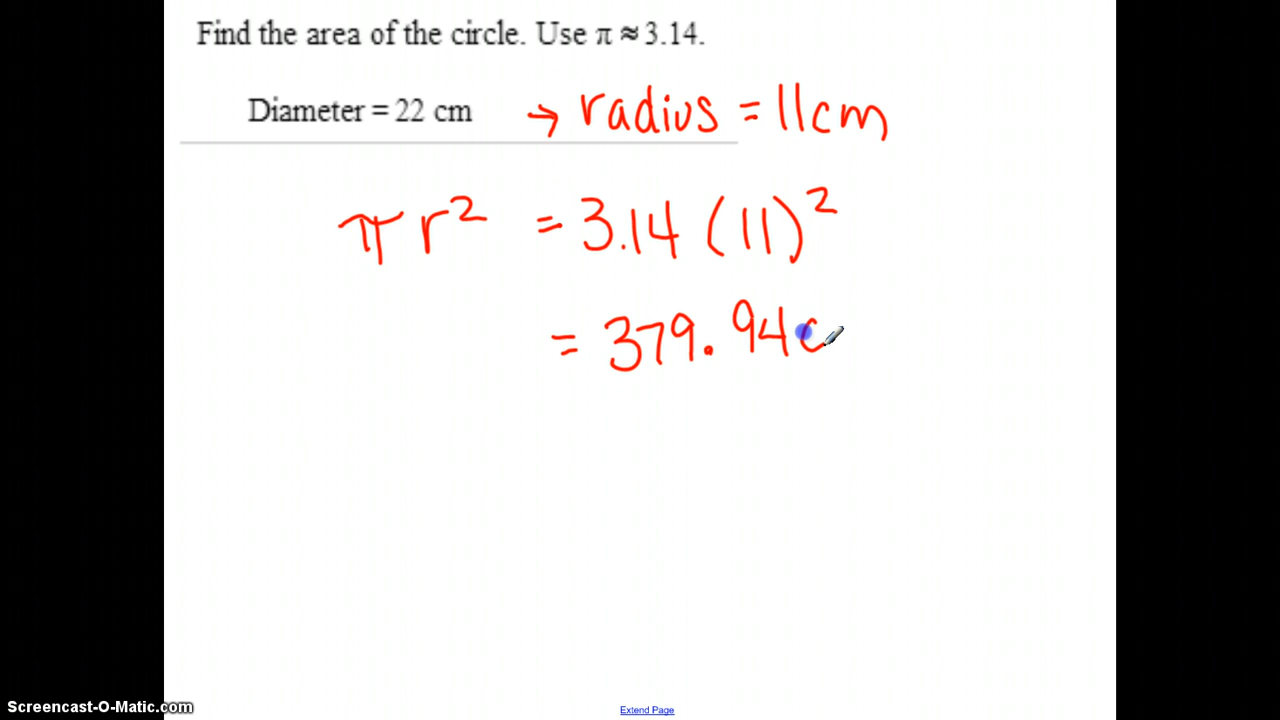 Find the area of the circle. Use π ≈ 3.14.
Diameter = 22 cm → radius = 11cm
πr² = 3.14 (11)²
= 379.94c
Screencast-O-Matic.com
Extend Page